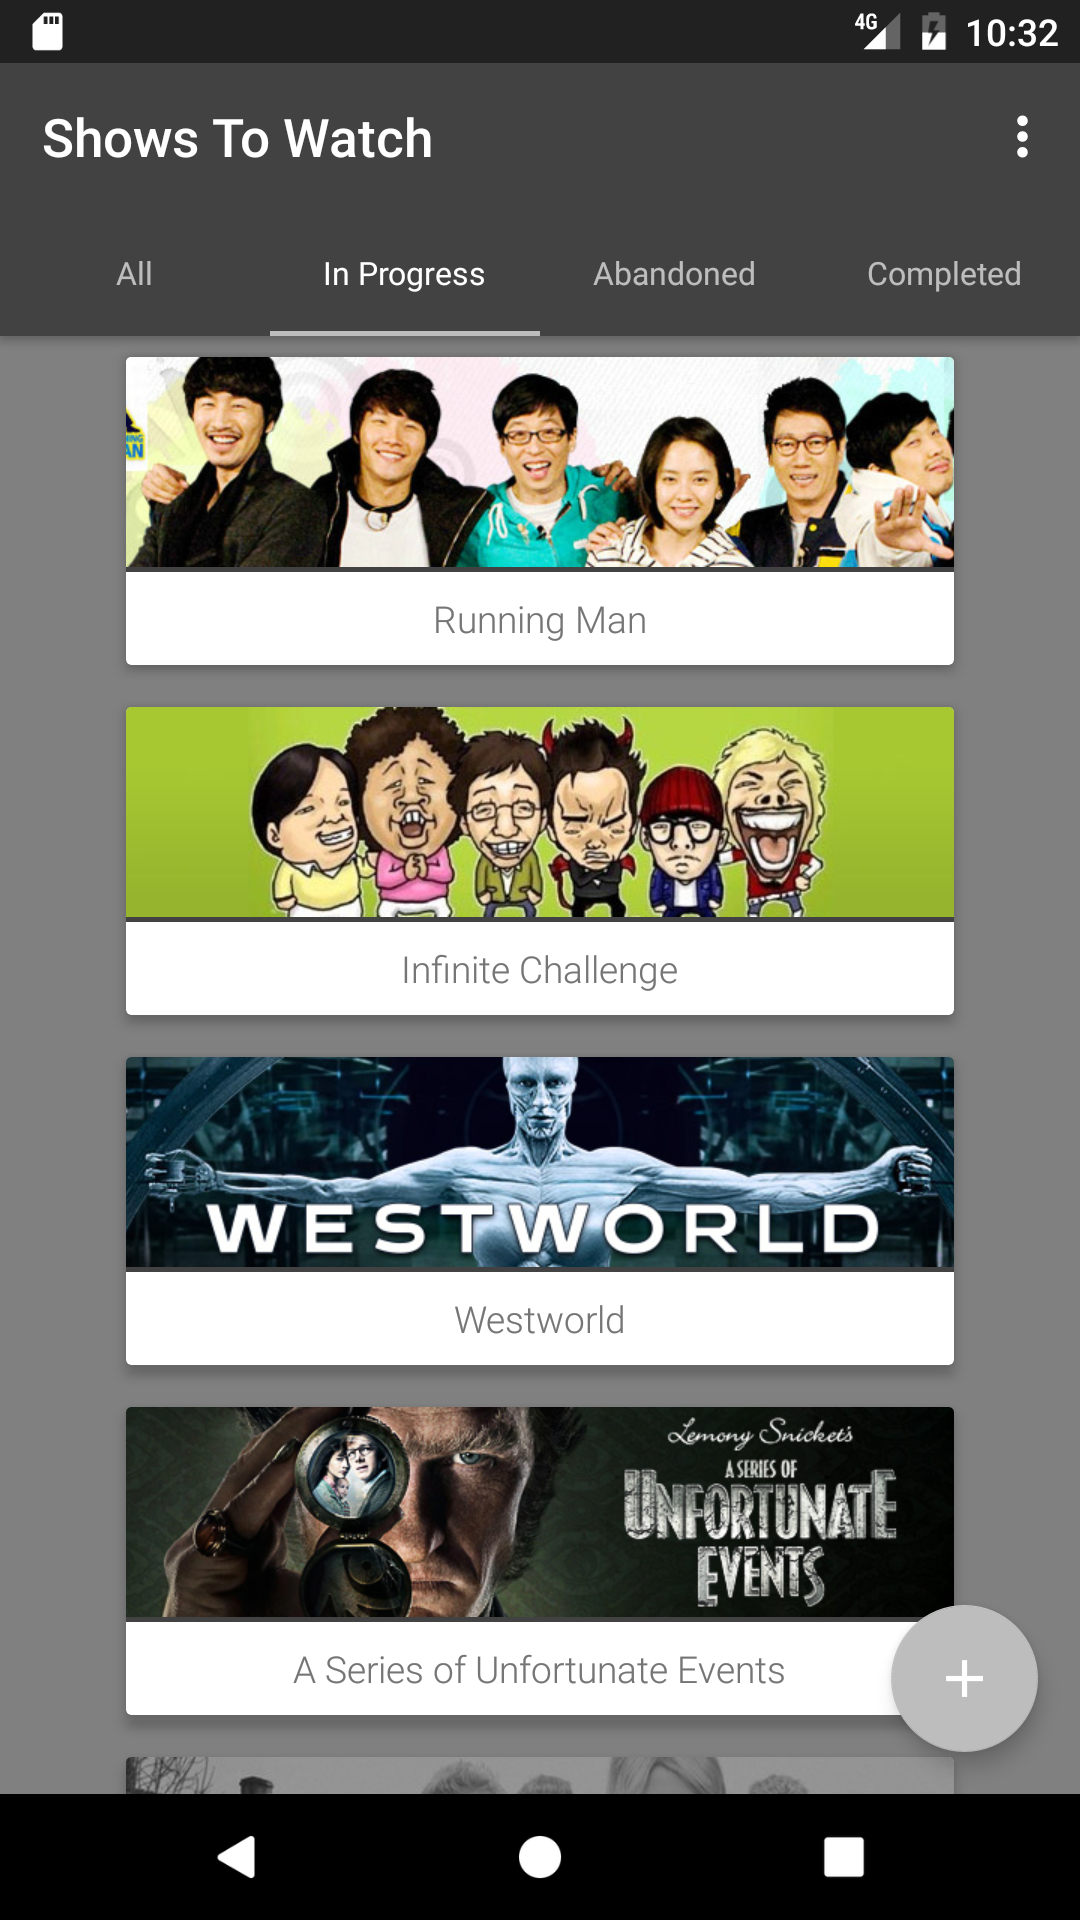 4G 10:32
Shows To Watch
All In Progress Abandoned Completed
Running Man
Infinite Challenge
WESTWORLD
Westworld
Lemony Snicket's
A SERIES OF
UNFORTUNATE
EVENTS
A Series of Unfortunate Events